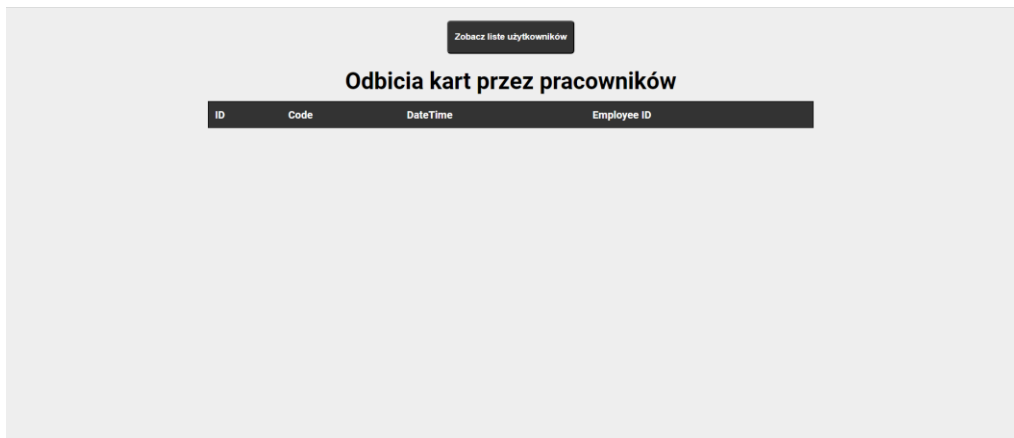 Zobacz liste użytkowników
Odbicia kart przez pracowników
ID Code DateTime Employee ID